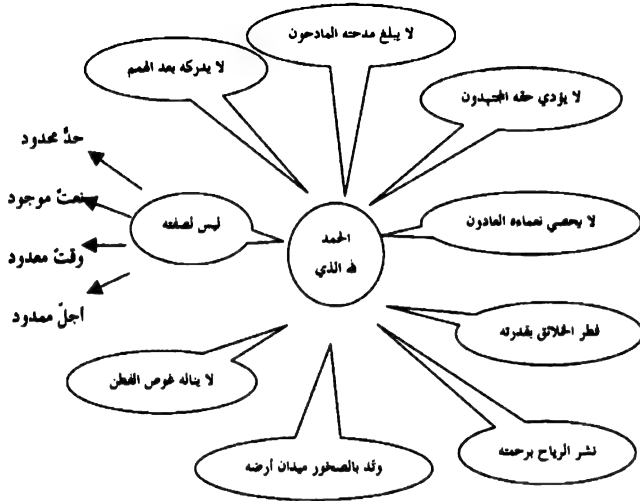 لا يبلغ مدحته المادحون
لا يدركه بعد الهمم
لا يؤدي حقه المجتهدون
حدٌّ محدود
نعتٌ موجود
وقتٌ معدود
أجلٌ ممدود
ليس لصفته
الحمد
لله الذي
لا يحصي نعماءه العادون
فطر الخلائق بقدرته
لا يناله غوص الفطن
نشر الرياح برحمته
وتّد بالصخور ميدان أرضه